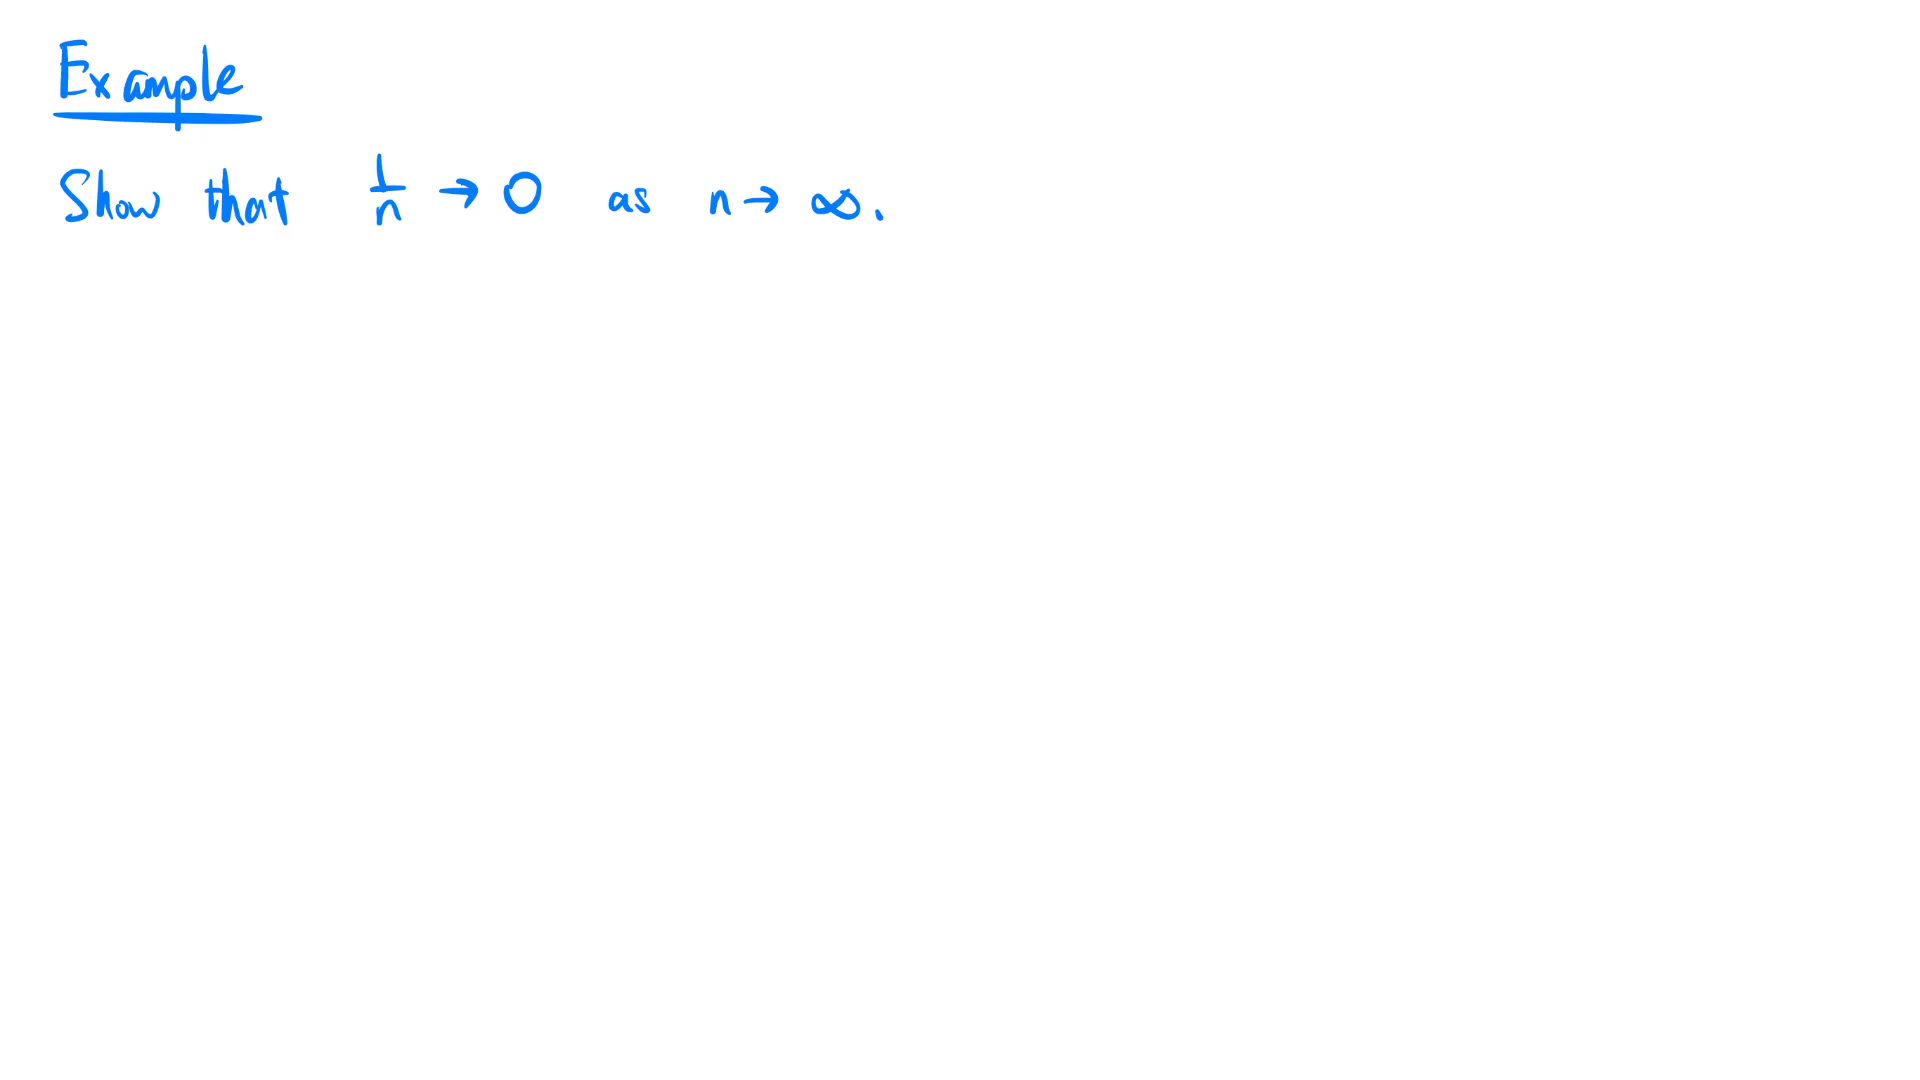 Example
Show that 1/n → 0 as n → ∞.